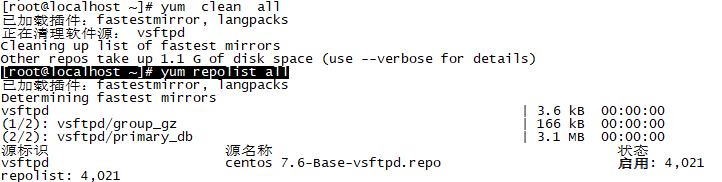 [root@localhost ~]# yum  clean  all
已加载插件：fastestmirror, langpacks
正在清理软件源： vsftpd
Cleaning up list of fastest mirrors
Other repos take up 1.1 G of disk space (use --verbose for details)
[root@localhost ~]# yum repolist all
已加载插件：fastestmirror, langpacks
Determining fastest mirrors
vsftpd | 3.6 kB  00:00:00
(1/2): vsftpd/group_gz | 166 kB  00:00:00
(2/2): vsftpd/primary_db | 3.1 MB  00:00:00
源标识 源名称 状态
vsftpd centos 7.6-Base-vsftpd.repo 启用: 4,021
repolist: 4,021